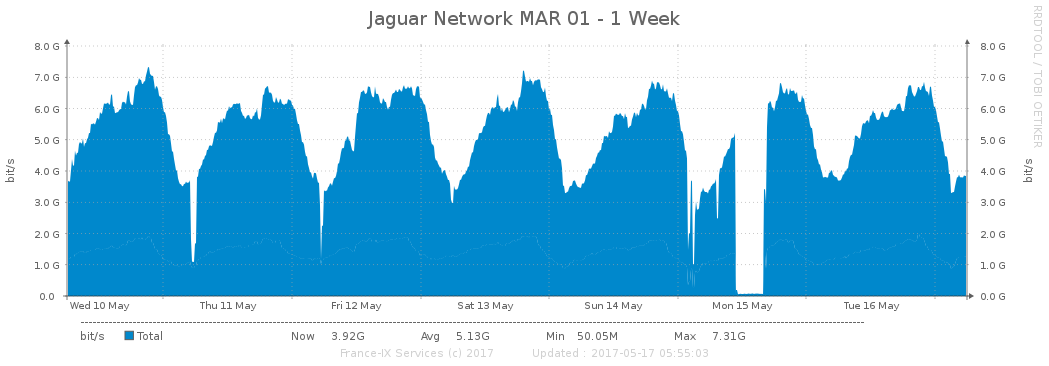 Jaguar Network MAR 01 - 1 Week
RRDTOOL / TOBI OETIKER
8.0 G 8.0 G
7.0 G 7.0 G
6.0 G 6.0 G
5.0 G 5.0 G
4.0 G 4.0 G
3.0 G 3.0 G
2.0 G 2.0 G
1.0 G 1.0 G
0.0 0.0 G
bit/s bit/s
Wed 10 May Thu 11 May Fri 12 May Sat 13 May Sun 14 May Mon 15 May Tue 16 May
bit/s Total Now 3.92G Avg 5.13G Min 50.05M Max 7.31G
France-IX Services (c) 2017 Updated : 2017-05-17 05:55:03